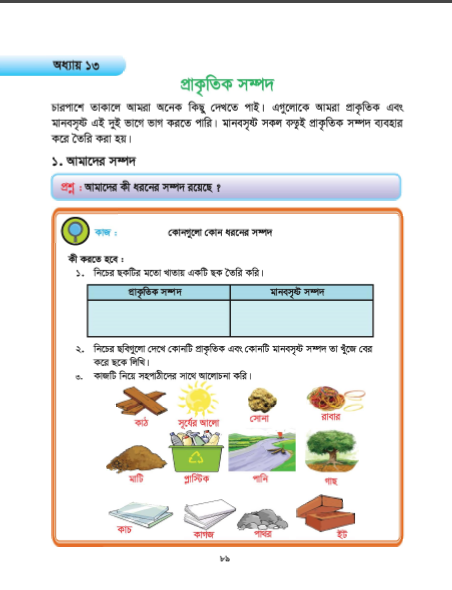 অধ্যায় ১৩
প্রাকৃতিক সম্পদ
চারপাশে তাকালে আমরা অনেক কিছু দেখতে পাই। এগুলোকে আমরা প্রাকৃতিক এবং
মানবসৃষ্ট এই দুই ভাগে ভাগ করতে পারি। মানবসৃষ্ট সকল বস্তুই প্রাকৃতিক সম্পদ ব্যবহার
করে তৈরি করা হয়।
১. আমাদের সম্পদ
প্রশ্ন : আমাদের কী ধরনের সম্পদ রয়েছে ?
কাজ : কোনগুলো কোন ধরনের সম্পদ
কী করতে হবে :
১. নিচের ছকটির মতো খাতায় একটি ছক তৈরি করি।
প্রাকৃতিক সম্পদ মানবসৃষ্ট সম্পদ
২. নিচের ছবিগুলো দেখে কোনটি প্রাকৃতিক এবং কোনটি মানবসৃষ্ট সম্পদ তা খুঁজে বের
করে ছকে লিখি।
৩. কাজটি নিয়ে সহপাঠীদের সাথে আলোচনা করি।
কাঠ সূর্যের আলো সোনা রাবার
মাটি প্লাস্টিক পানি গাছ
কাচ কাগজ পাথর ইট
৮৯